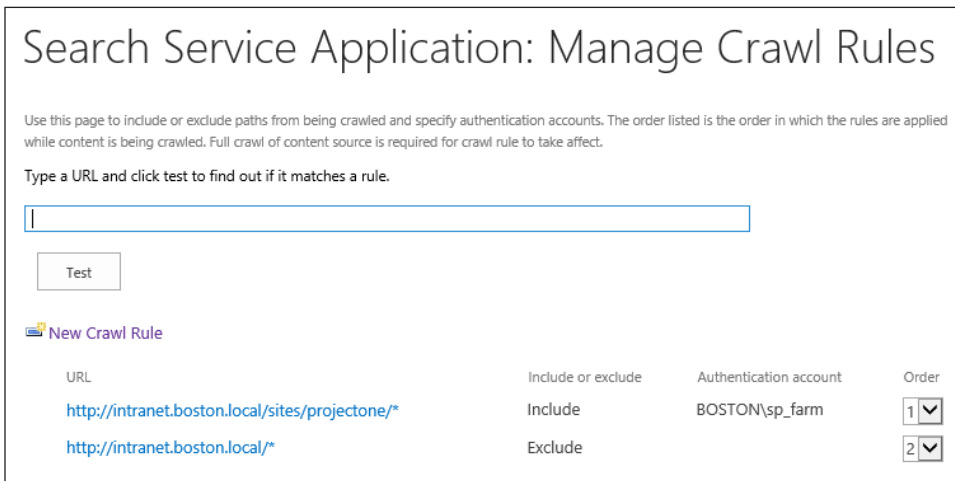 Search Service Application: Manage Crawl Rules
Use this page to include or exclude paths from being crawled and specify authentication accounts. The order listed is the order in which the rules are applied
while content is being crawled. Full crawl of content source is required for crawl rule to take affect.
Type a URL and click test to find out if it matches a rule.
Test
New Crawl Rule
URL Include or exclude Authentication account Order
http://intranet.boston.local/sites/projectone/* Include BOSTON\sp_farm 1
http://intranet.boston.local/* Exclude 2